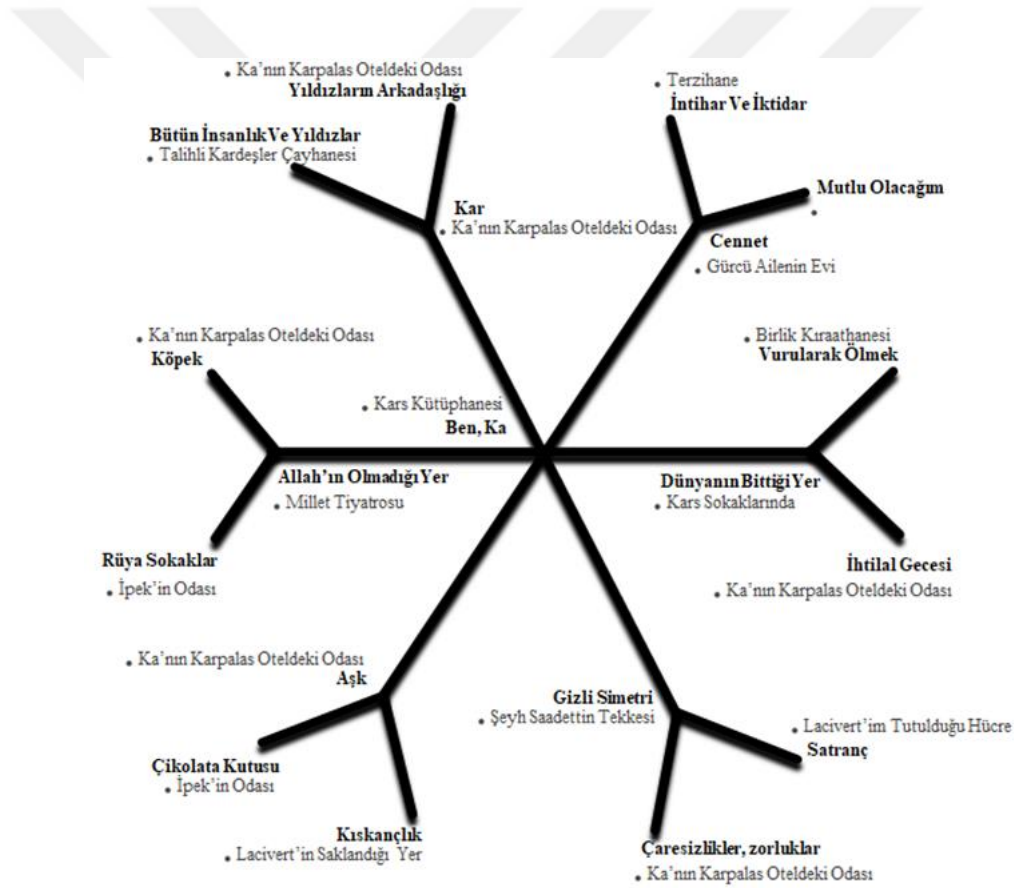 • Ka’nın Karpalas Oteldeki Odası
Yıldızların Arkadaşlığı
• Terzihane
İntihar Ve İktidar
Bütün İnsanlık Ve Yıldızlar
• Talihli Kardeşler Çayhanesi
Mutlu Olacağım
•
Kar
• Ka’nın Karpalas Oteldeki Odası
Cennet
• Gürcü Ailenin Evi
• Ka’nın Karpalas Oteldeki Odası
Köpek
• Birlik Kıraathanesi
Vurularak Ölmek
• Kars Kütüphanesi
Ben, Ka
Allah’ın Olmadığı Yer
• Millet Tiyatrosu
Dünyanın Bittiği Yer
• Kars Sokaklarında
Rüya Sokaklar
• İpek’in Odası
İhtilal Gecesi
• Ka’nın Karpalas Oteldeki Odası
• Ka’nın Karpalas Oteldeki Odası
Aşk
Gizli Simetri
• Şeyh Saadettin Tekkesi
• Lacivert’im Tutulduğu Hücre
Satranç
Çikolata Kutusu
• İpek’in Odası
Kıskançlık
• Lacivert’in Saklandığı Yer
Çaresizlikler, zorluklar
• Ka’nın Karpalas Oteldeki Odası